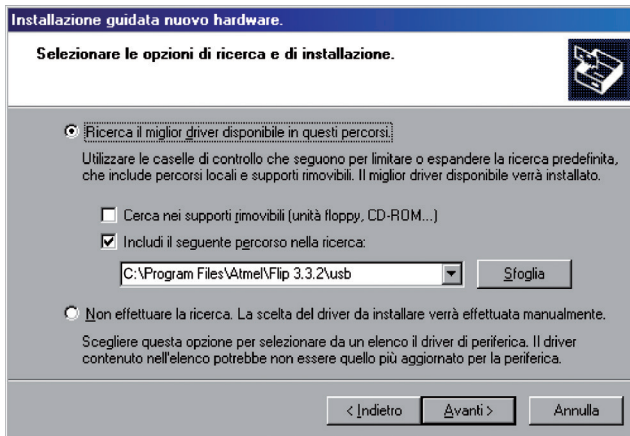 Installazione guidata nuovo hardware.
Selezionare le opzioni di ricerca e di installazione.
Ricerca il miglior driver disponibile in questi percorsi.
Utilizzare le caselle di controllo che seguono per limitare o espandere la ricerca predefinita,
che include percorsi locali e supporti rimovibili. Il miglior driver disponibile verrà installato.
Cerca nei supporti rimovibili (unità floppy, CD-ROM...)
Includi il seguente percorso nella ricerca:
C:\Program Files\Atmel\Flip 3.3.2\usb
Sfoglia
Non effettuare la ricerca. La scelta del driver da installare verrà effettuata manualmente.
Scegliere questa opzione per selezionare da un elenco il driver di periferica. Il driver
contenuto nell'elenco potrebbe non essere quello più aggiornato per la periferica.
< Indietro Avanti > Annulla